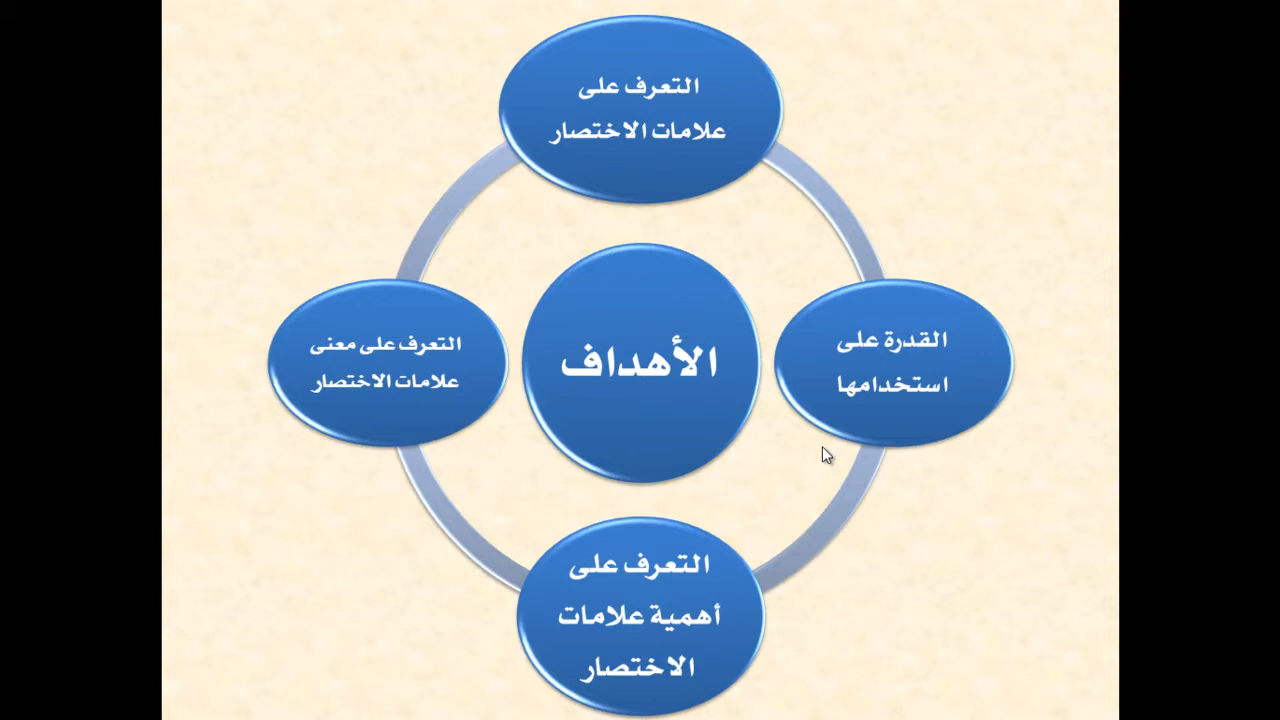 التعرف على
علامات الاختصار
القدرة على
استخدامها
الأهداف
التعرف على معنى
علامات الاختصار
التعرف على
أهمية علامات
الاختصار